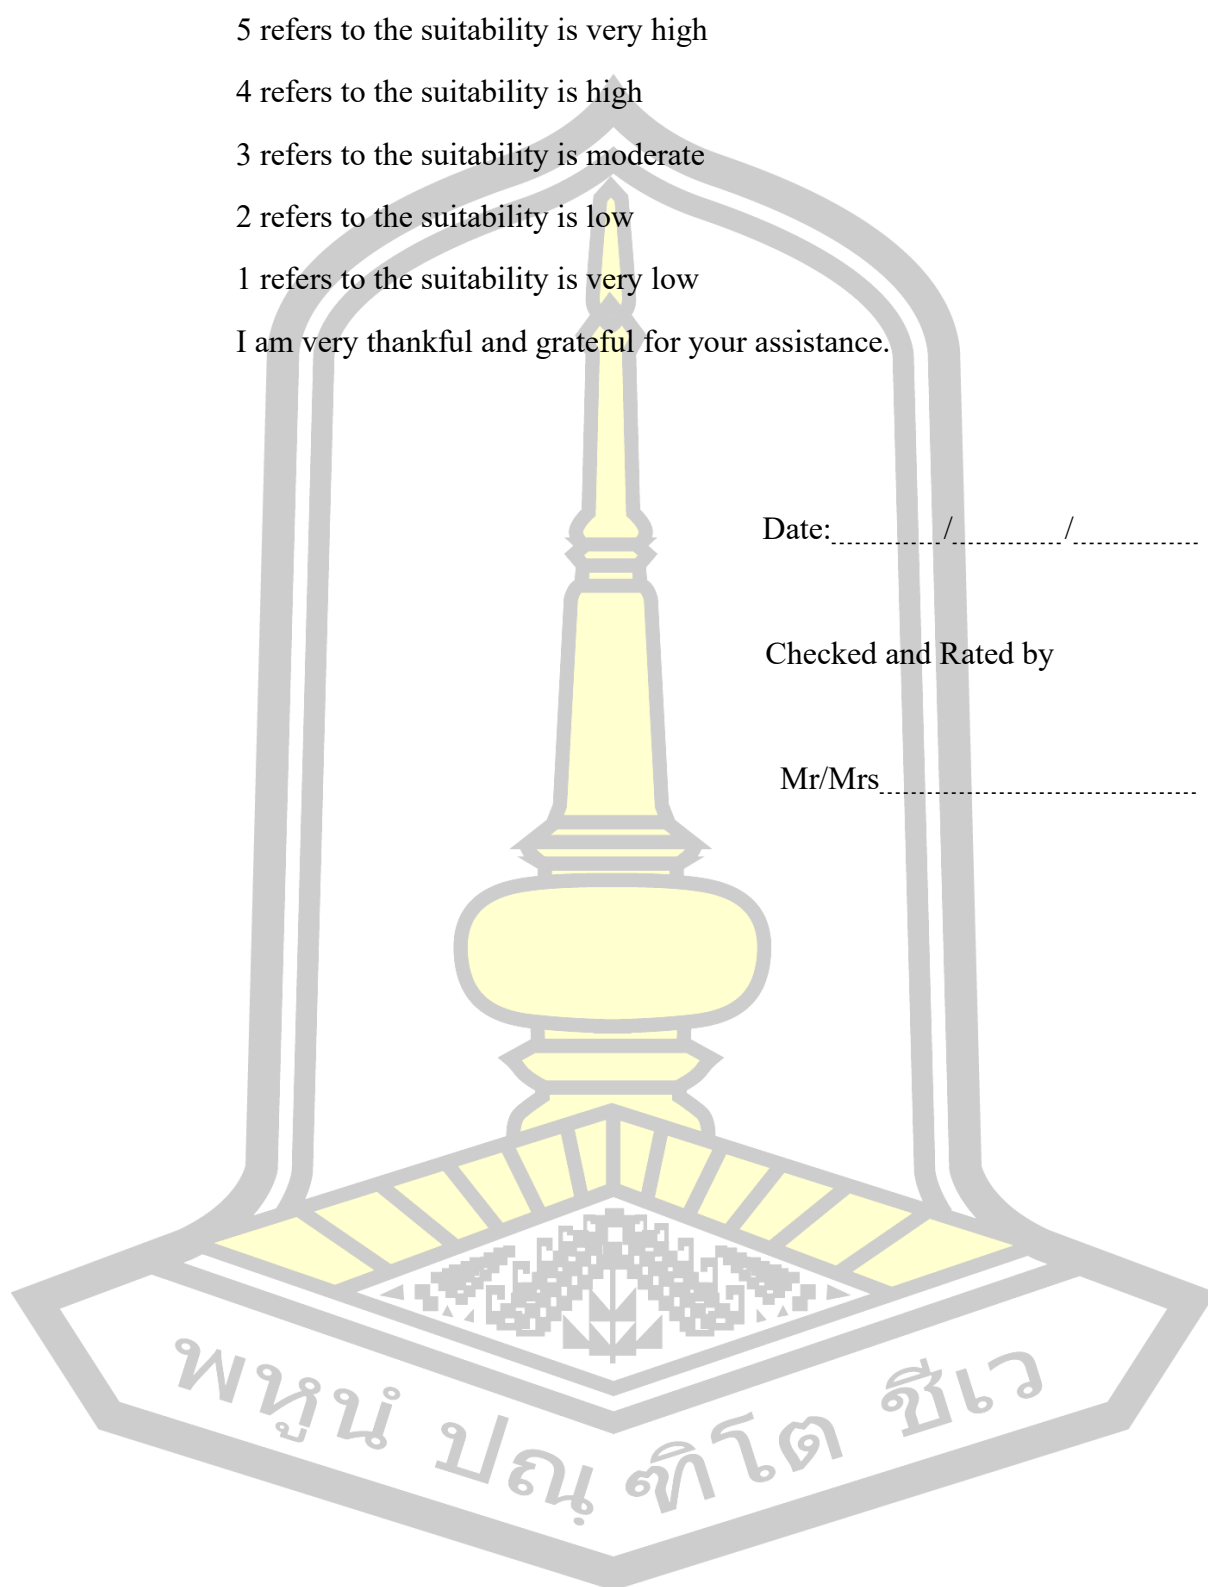 5 refers to the suitability is very high
4 refers to the suitability is high
3 refers to the suitability is moderate
2 refers to the suitability is low
1 refers to the suitability is very low
I am very thankful and grateful for your assistance.
Date:............./............./...............
Checked and Rated by
Mr/Mrs......................................
พหูนํ ปณฺฑิโต ชีเว